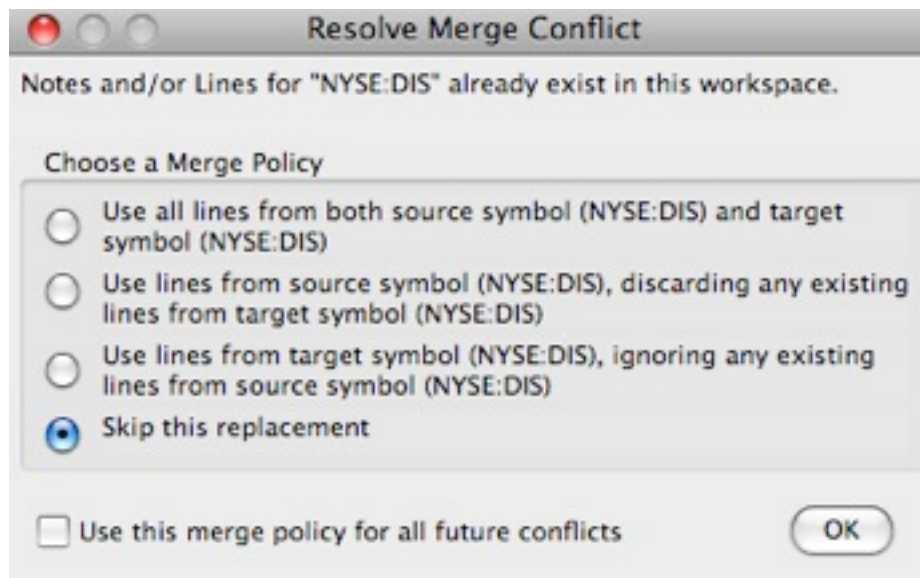 Resolve Merge Conflict
Notes and/or Lines for "NYSE:DIS" already exist in this workspace.
Choose a Merge Policy
Use all lines from both source symbol (NYSE:DIS) and target
symbol (NYSE:DIS)
Use lines from source symbol (NYSE:DIS), discarding any existing
lines from target symbol (NYSE:DIS)
Use lines from target symbol (NYSE:DIS), ignoring any existing
lines from source symbol (NYSE:DIS)
Skip this replacement
Use this merge policy for all future conflicts
OK